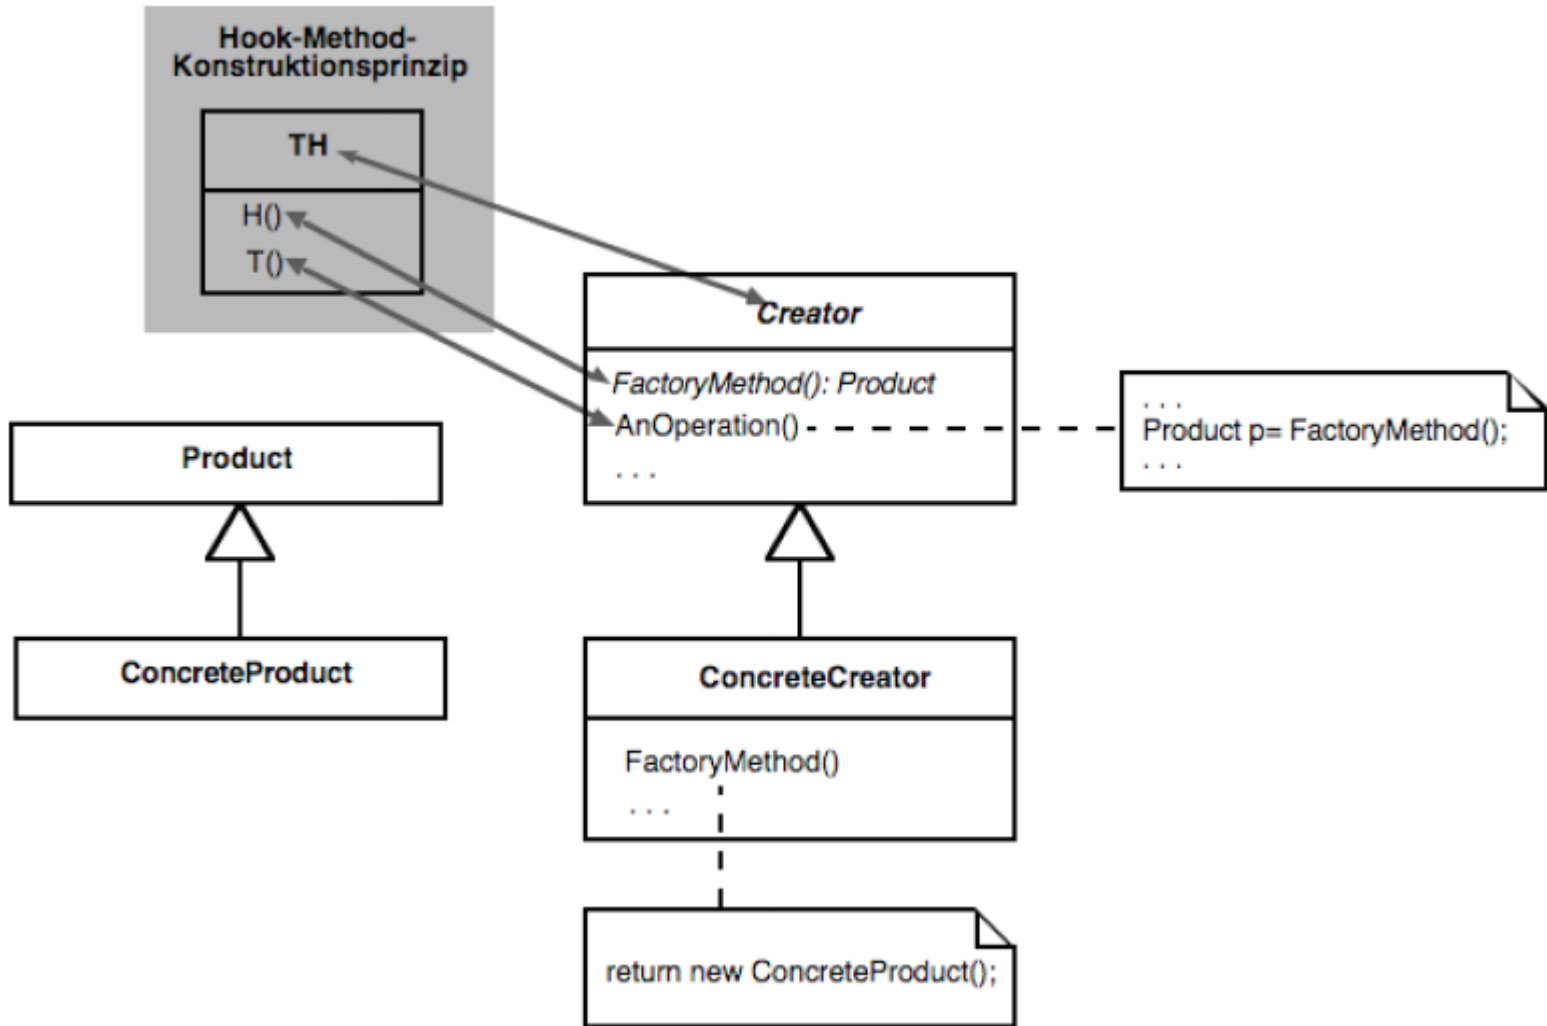 Hook-Method-
Konstruktionsprinzip
TH
H()
T()
Creator
FactoryMethod(): Product
AnOperation()
. . .
. . .
Product p= FactoryMethod();
. . .
Product
ConcreteProduct
ConcreteCreator
FactoryMethod()
. . .
return new ConcreteProduct();